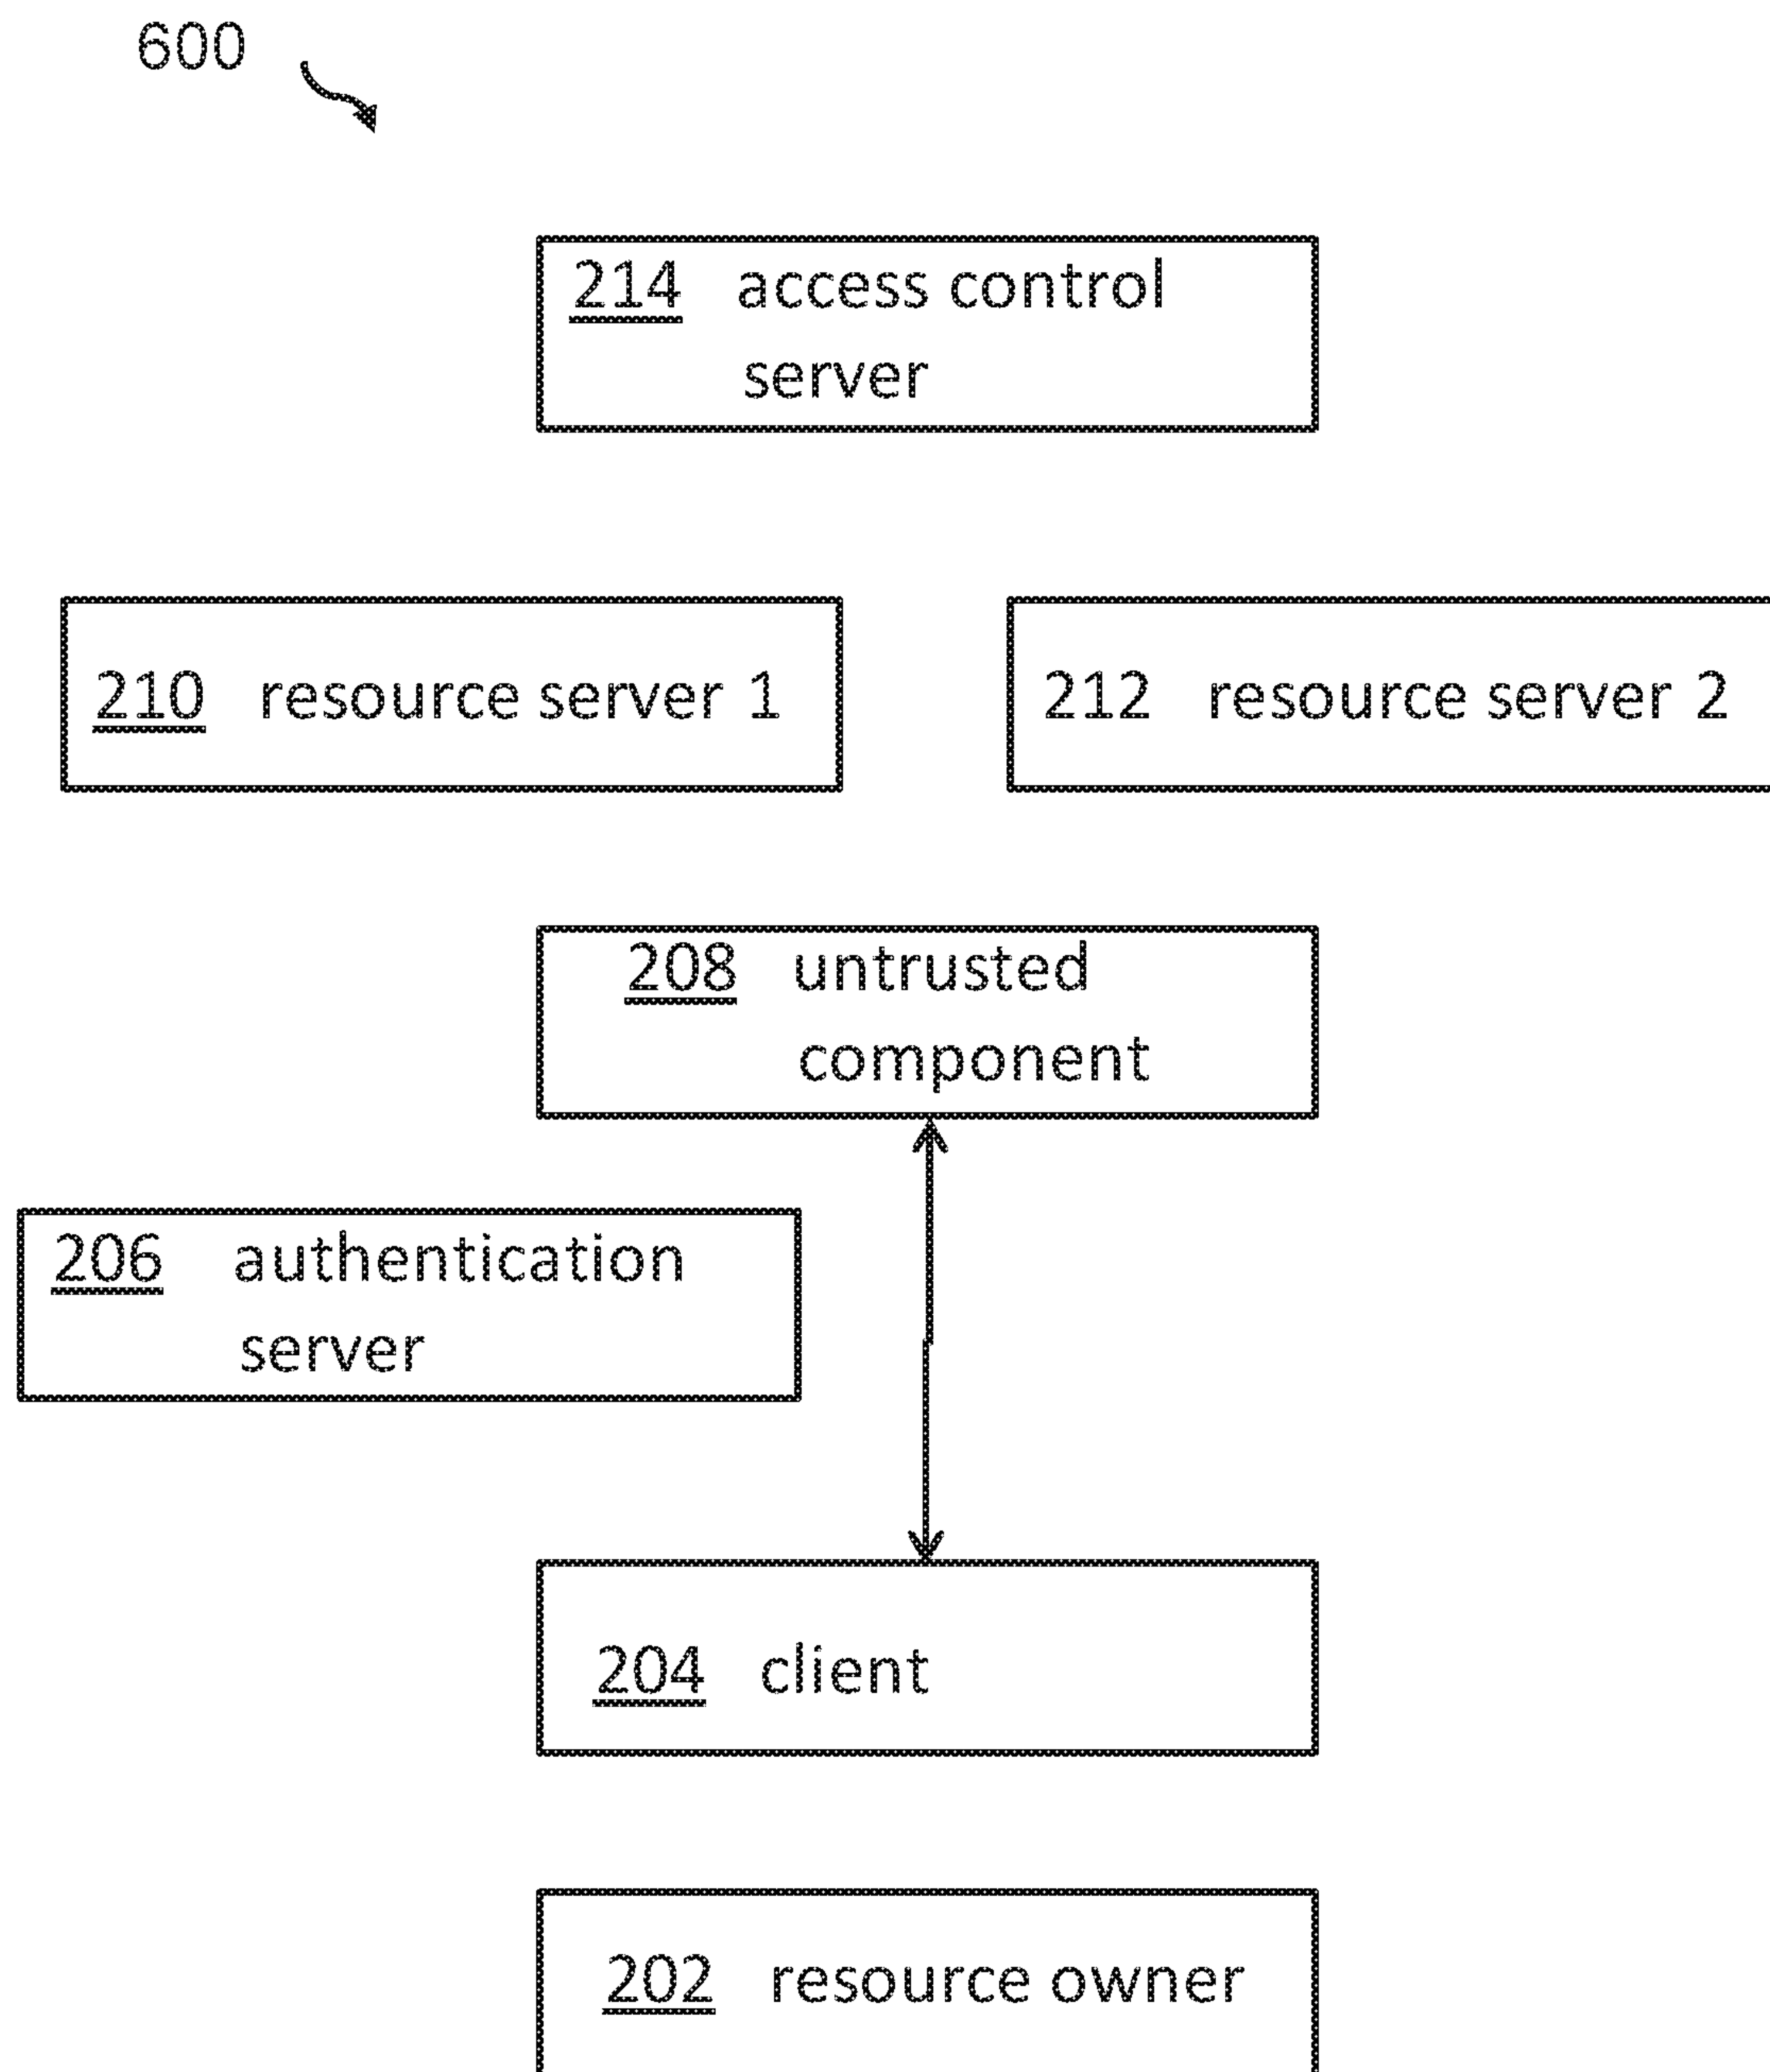 600
214 access control
server
210 resource server 1
212 resource server 2
208 untrusted
component
206 authentication
server
204 client
202 resource owner